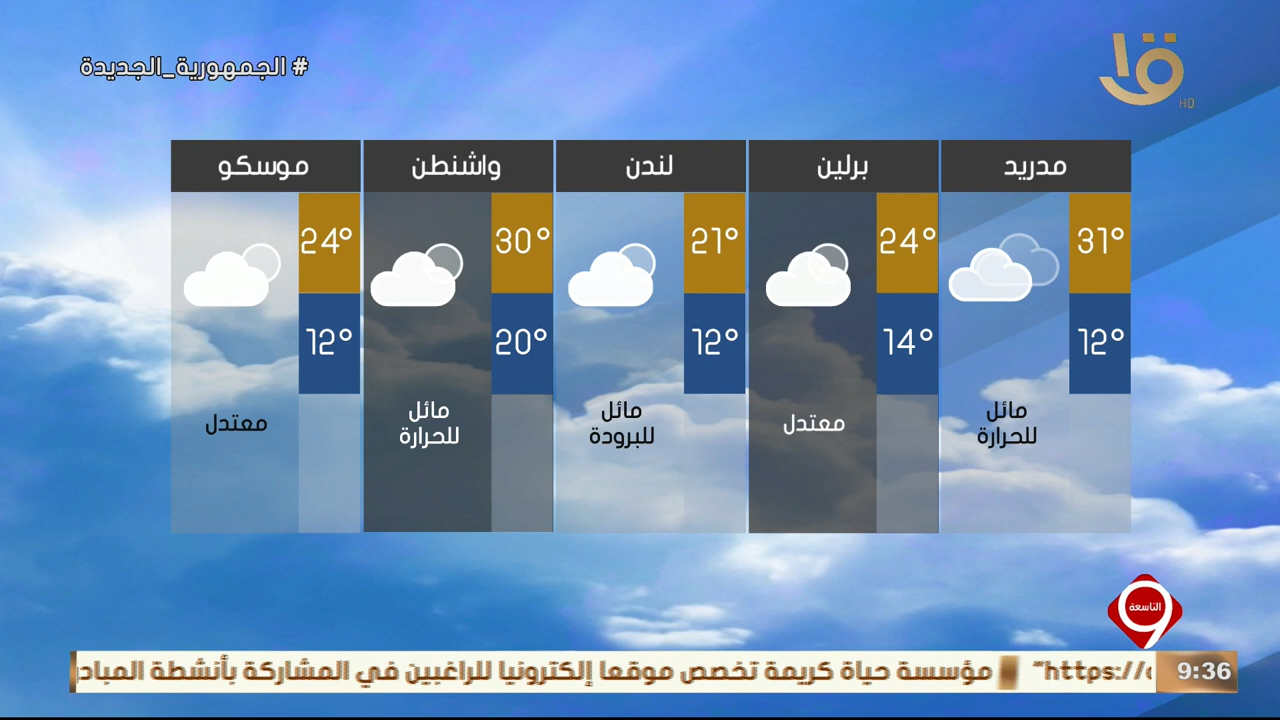 # الجمهورية_الجديدة
HD
مدريد
31°
12°
مائل
للحرارة
برلين
24°
14°
معتدل
لندن
21°
12°
مائل
للبرودة
واشنطن
30°
20°
مائل
للحرارة
موسكو
24°
12°
معتدل
التاسعة
9
"https:// مؤسسة حياة كريمة تخصص موقعا إلكترونيا للراغبين في المشاركة بأنشطة
9:36